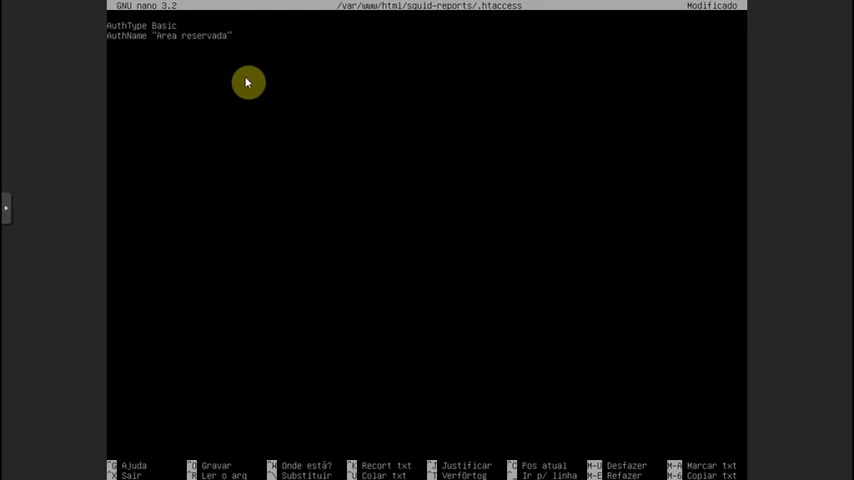 GNU nano 3.2 /var/www/html/squid-reports/.htaccess Modificado
AuthType Basic
AuthName "Area reservada"
^G Ajuda ^O Gravar ^W Onde está? ^K Recort txt ^J Justificar ^C Pos atual M-U Desfazer M-A Marcar txt
^X Sair ^R Ler o arq ^\ Substituir ^U Colar txt ^T VerfOrtog ^_ Ir p/ linha M-E Refazer M-6 Copiar txt